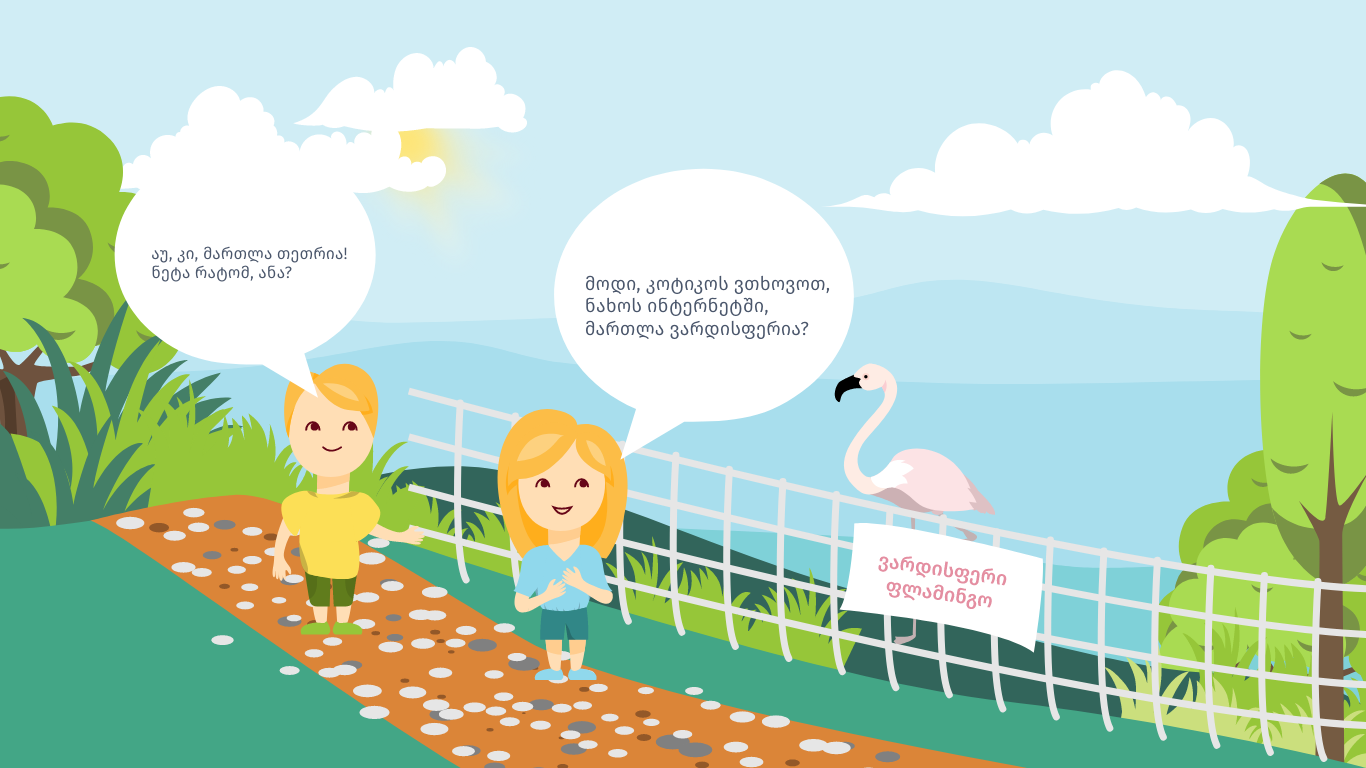 აუ, კი, მართლა თეთრია!
ნეტა რატომ, ანა?
მოდი, კოტიკოს ვთხოვოთ,
ნახოს ინტერნეტში,
მართლა ვარდისფერია?
ვარდისფერი
ფლამინგო